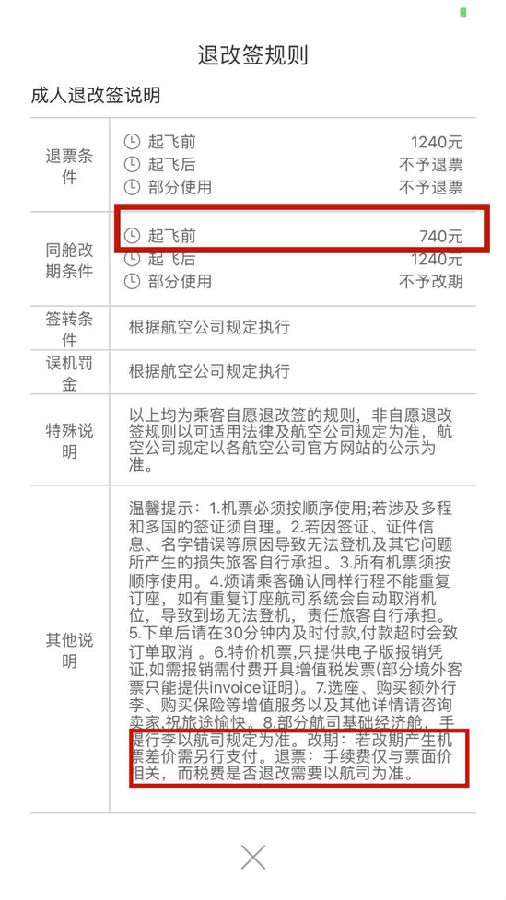 退改签规则
成人退改签说明
退票条件
起飞前 1240元
起飞后 不予退票
部分使用 不予退票
同舱改期条件
起飞前 740元
起飞后 1240元
部分使用 不予改期
签转条件
根据航空公司规定执行
误机罚金
根据航空公司规定执行
特殊说明
以上均为乘客自愿退改签的规则，非自愿退改
签规则以可适用法律及航空公司规定为准，航
空公司规定以各航空公司官方网站的公示为
准。
其他说明
温馨提示：1.机票必须按顺序使用;若涉及多程
和多国的签证须自理。2.若因签证、证件信
息、名字错误等原因导致无法登机及其它问题
所产生的损失旅客自行承担。3.所有机票须按
顺序使用。4.烦请乘客确认同样行程不能重复
订座，如有重复订座航司系统会自动取消机
位，导致到场无法登机，责任旅客自行承担。
5.下单后请在30分钟内及时付款,付款超时会致
订单取消 。6.特价机票,只提供电子版报销凭
证,如需报销需付费开具增值税发票(部分境外客
票只能提供invoice证明)。7.选座、购买额外行
李、购买保险等增值服务以及其他详情请咨询
卖家,祝旅途愉快。8.部分航司基础经济舱，手
提行李以航司规定为准。改期：若改期产生机
票差价需另行支付。退票：手续费仅与票面价
相关，而税费是否退改需要以航司为准。